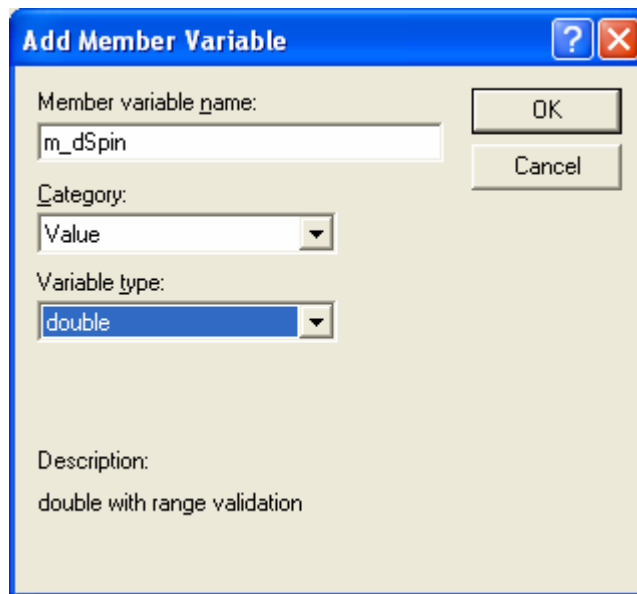 Add Member Variable
Member variable name:
OK
m_dSpin
Cancel
Category:
Value
Variable type:
double
Description:
double with range validation